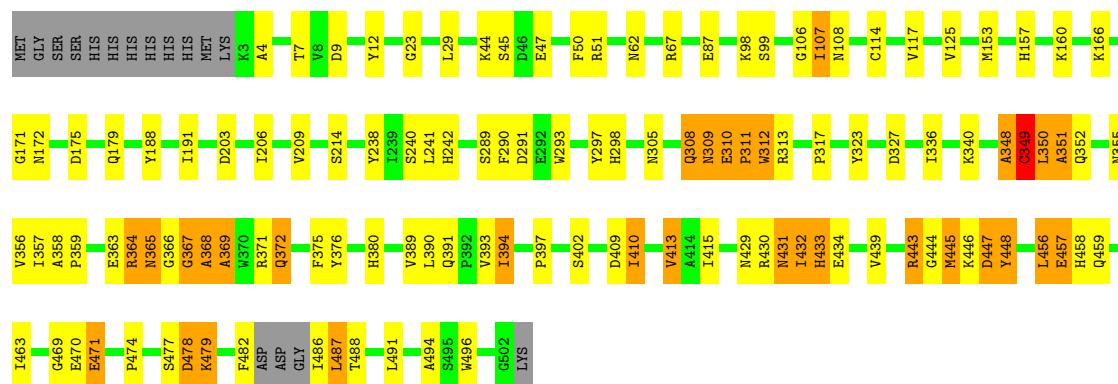 MET GLY SER SER HIS HIS HIS HIS HIS HIS MET LYS K3 A4 T7 V8 D9 Y12 G23 L29 K44 S45 D46 E47 F50 R51 N62 R67 E87 K98 S99 G106 I107 N108 C114 V117 V125 M153 H157 K160 K166
G171 N172 D175 Q179 Y188 I191 D203 I206 V209 S214 Y238 I239 S240 L241 H242 S289 F290 D291 E292 W293 Y297 H298 N305 Q308 N309 E310 P311 W312 R313 P317 Y323 D327 I336 K340 A348 C349 L350 A351 Q352
V356 I357 A358 P359 E363 R364 N365 G366 G367 A368 A369 W370 R371 Q372 F375 Y376 H380 V389 L390 Q391 P392 V393 I394 P397 S402 D409 I410 V413 A414 I415 N429 R430 N431 I432 H433 E434 V439 R443 G444 M445 K446 D447 Y448 L456 E457 H458 Q459
I463 G469 E470 E471 P474 S477 D478 K479 F482 ASP ASP GLY I486 L487 T488 L491 A494 S495 W496 G502 LYS